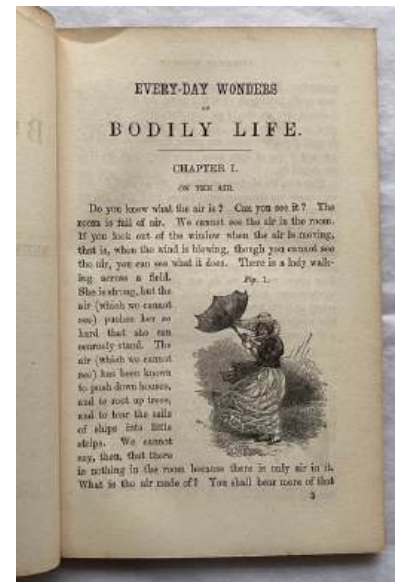 EVERY-DAY WONDERS
OF
BODILY LIFE.
CHAPTER I.
ON THE AIR.
Do you know what the air is? Can you see it? The
room is full of air. We cannot see the air in the room.
If you look out of the window when the air is moving,
that is, when the wind is blowing, though you cannot see
the air, you can see what it does. There is a lady walk-
ing across a field.
Fig. 1.
She is strong, but the
air (which we cannot
see) pushes her so
hard that she can
scarcely stand. The
air (which we cannot
see) has been known
to push down houses,
and to root up trees,
and to tear the sails
of ships into little
strips. We cannot
say, then, that there
is nothing in the room because there is only air in it.
What is the air made of? You shall hear more of that